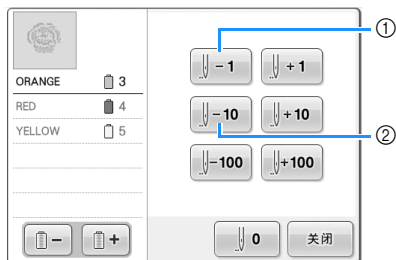 ①
-1 +1
ORANGE 3
RED 4
-10 +10
②
YELLOW 5
-100 +100
- +
0 关闭